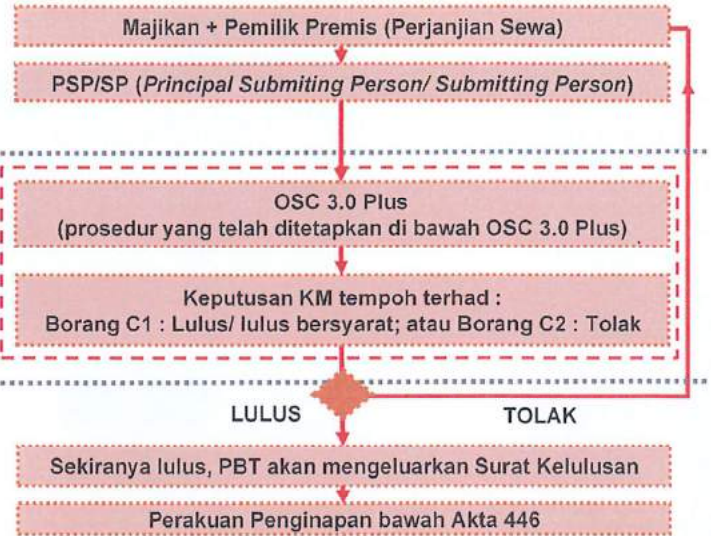 Majikan + Pemilik Premis (Perjanjian Sewa)
PSP/SP (Principal Submiting Person/ Submitting Person)
OSC 3.0 Plus
(prosedur yang telah ditetapkan di bawah OSC 3.0 Plus)
Keputusan KM tempoh terhad :
Borang C1 : Lulus/ lulus bersyarat; atau Borang C2 : Tolak
LULUS
TOLAK
Sekiranya lulus, PBT akan mengeluarkan Surat Kelulusan
Perakuan Penginapan bawah Akta 446